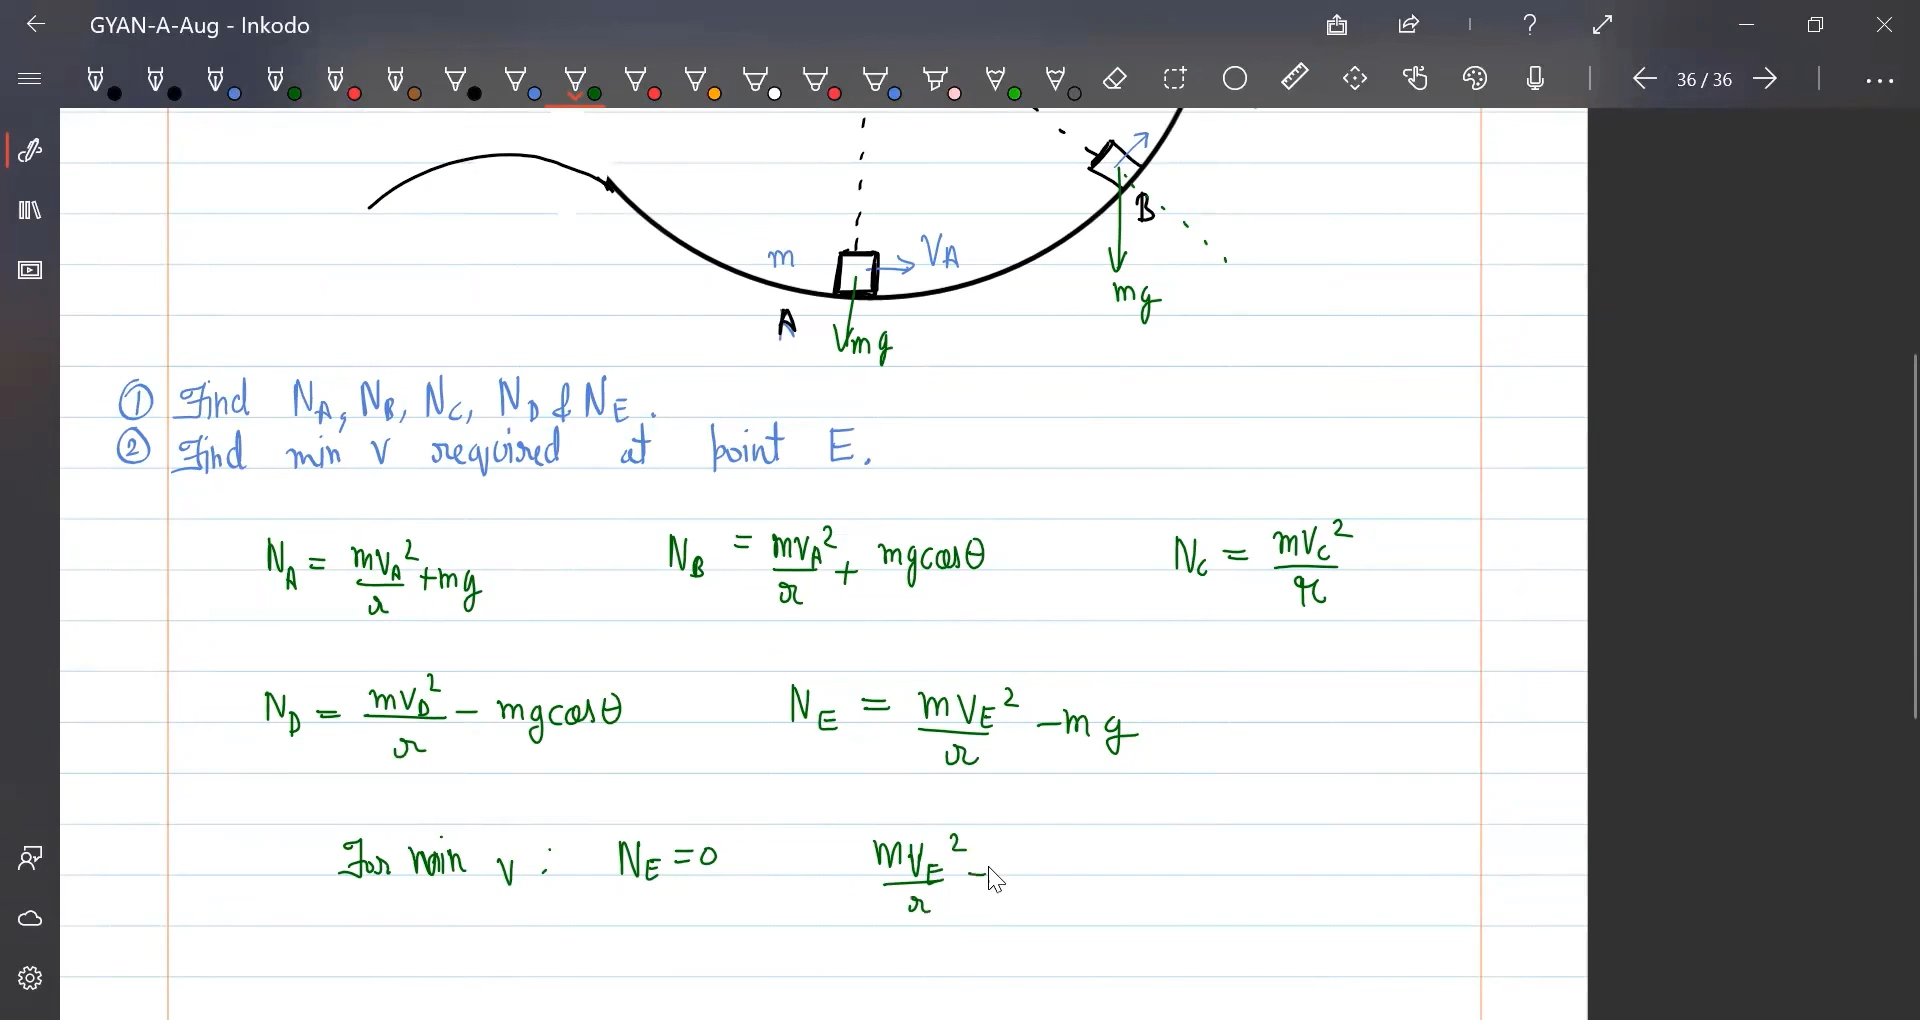 GYAN-A-Aug - Inkodo
36 / 36
B
m VA
mg
A
mg
① Find NA, NB, NC, ND & NE.
② Find min v required at point E.
NA = mVA²/r + mg NB = mVA²/r + mgcosθ NC = mVC²/r
ND = mVD²/r - mgcosθ NE = mVE²/r - mg
For min v : NE = 0 mVE²/r -